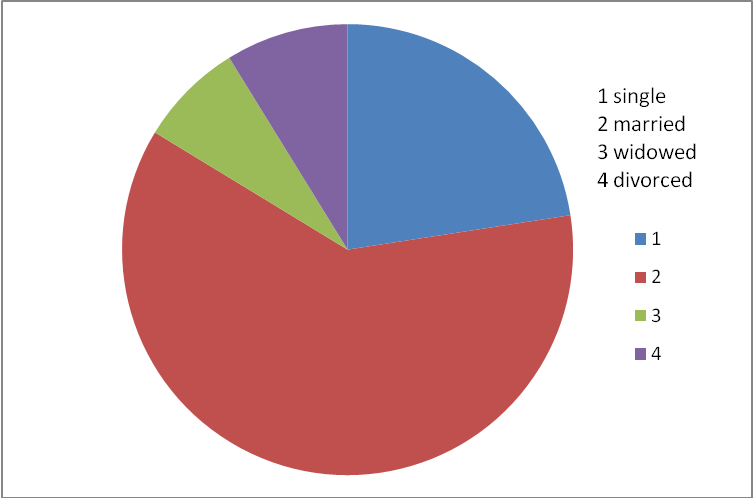 1 single
2 married
3 widowed
4 divorced
1
2
3
4